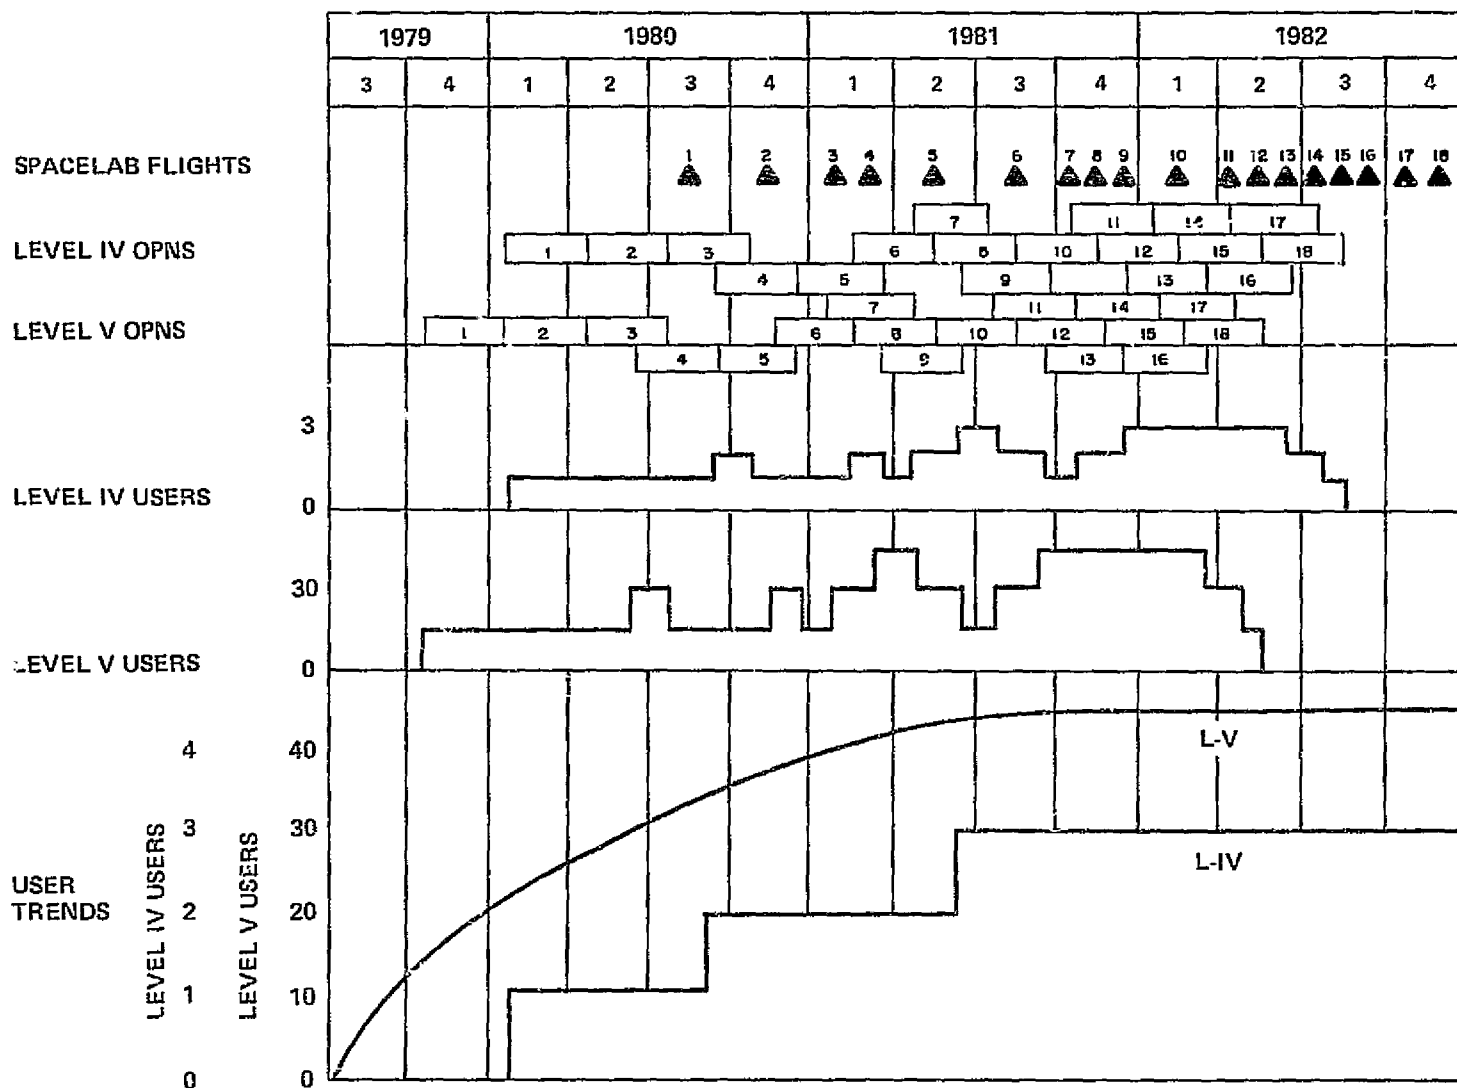 1979 1980 1981 1982
3 4 1 2 3 4 1 2 3 4 1 2 3 4
SPACELAB FLIGHTS 1 2 3 4 5 6 7 8 9 10 11 12 13 14 15 16 17 18
7 11 14 17
LEVEL IV OPNS 1 2 3 6 8 10 12 15 18
4 5 9 13 16
7 11 14 17
LEVEL V OPNS 1 2 3 6 8 10 12 15 18
4 5 9 13 16
3
LEVEL IV USERS 0
30
LEVEL V USERS 0
L-V
4 40
3 30
L-IV
USER TRENDS
LEVEL IV USERS
LEVEL V USERS
2 20
1 10
0 0